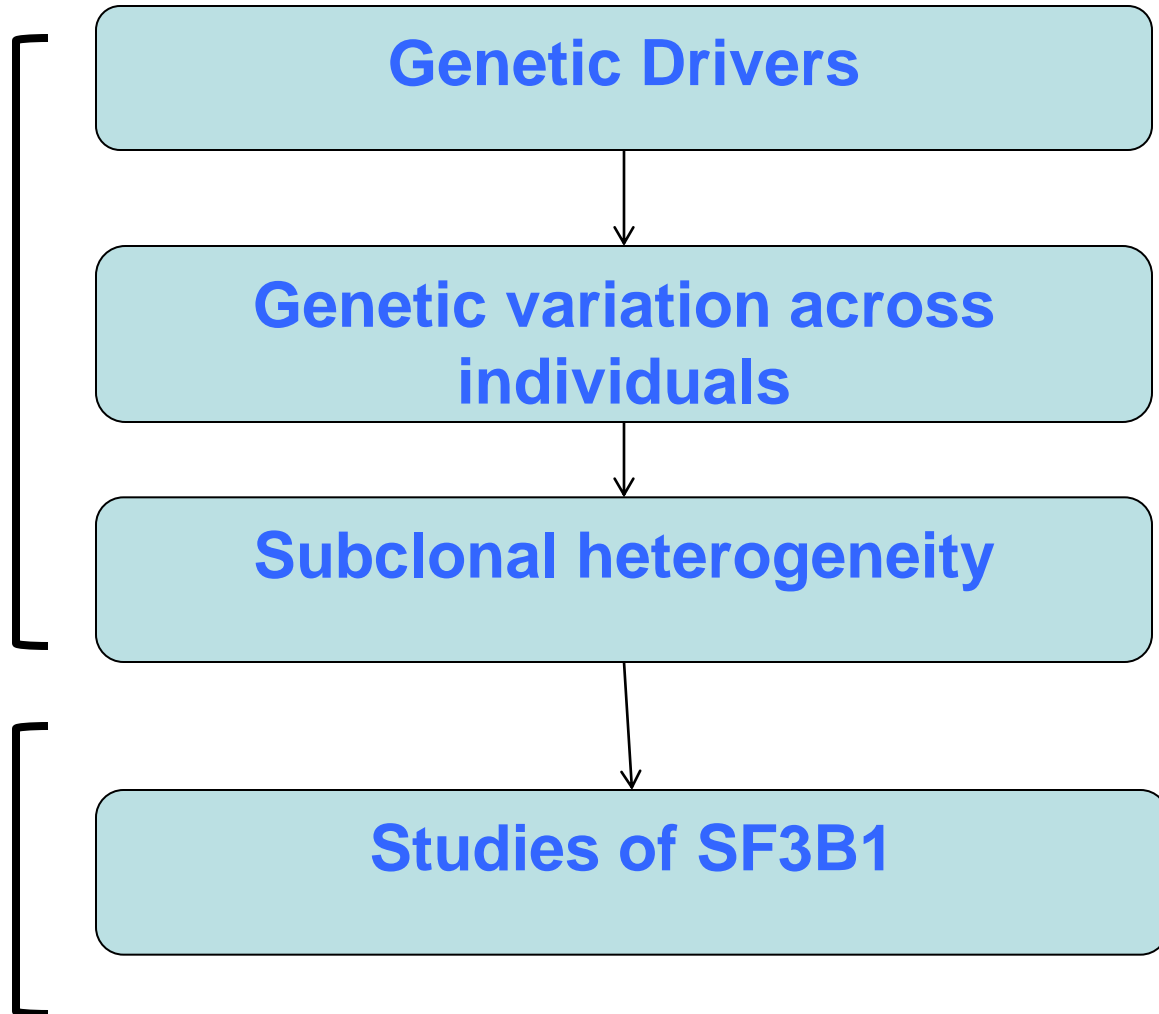 Genetic Drivers
Genetic variation across
individuals
Subclonal heterogeneity
Studies of SF3B1